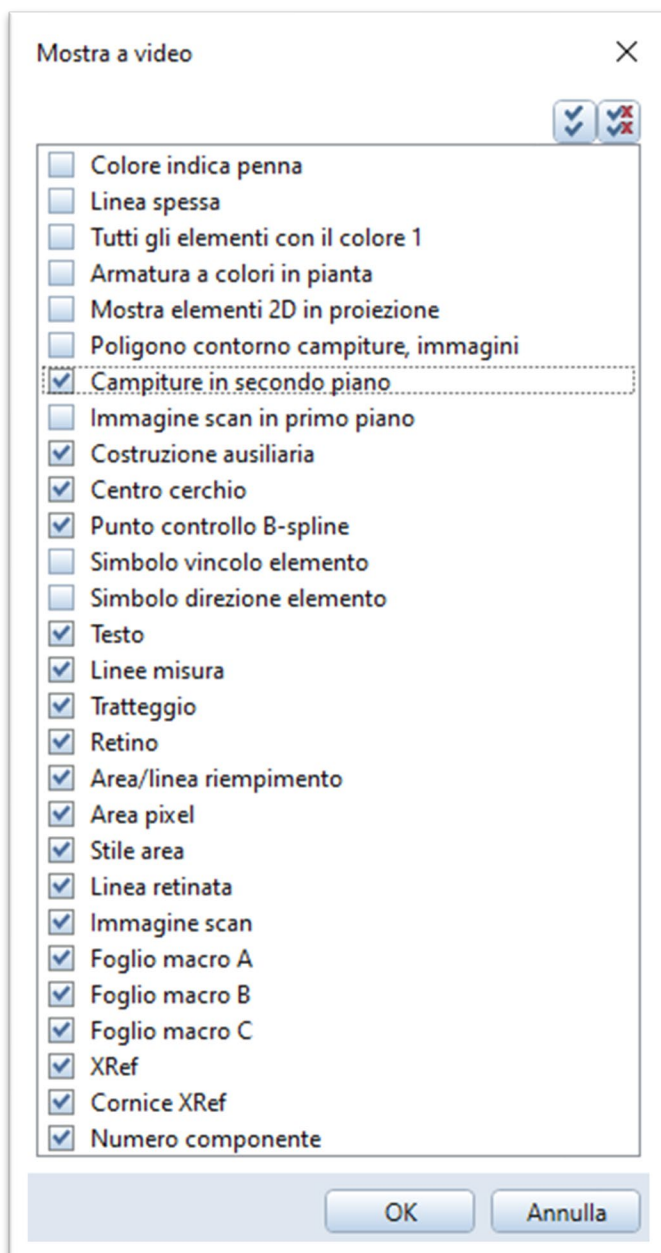 Mostra a video
Colore indica penna
Linea spessa
Tutti gli elementi con il colore 1
Armatura a colori in pianta
Mostra elementi 2D in proiezione
Poligono contorno campiture, immagini
Campiture in secondo piano
Immagine scan in primo piano
Costruzione ausiliaria
Centro cerchio
Punto controllo B-spline
Simbolo vincolo elemento
Simbolo direzione elemento
Testo
Linee misura
Tratteggio
Retino
Area/linea riempimento
Area pixel
Stile area
Linea retinata
Immagine scan
Foglio macro A
Foglio macro B
Foglio macro C
XRef
Cornice XRef
Numero componente
OK Annulla